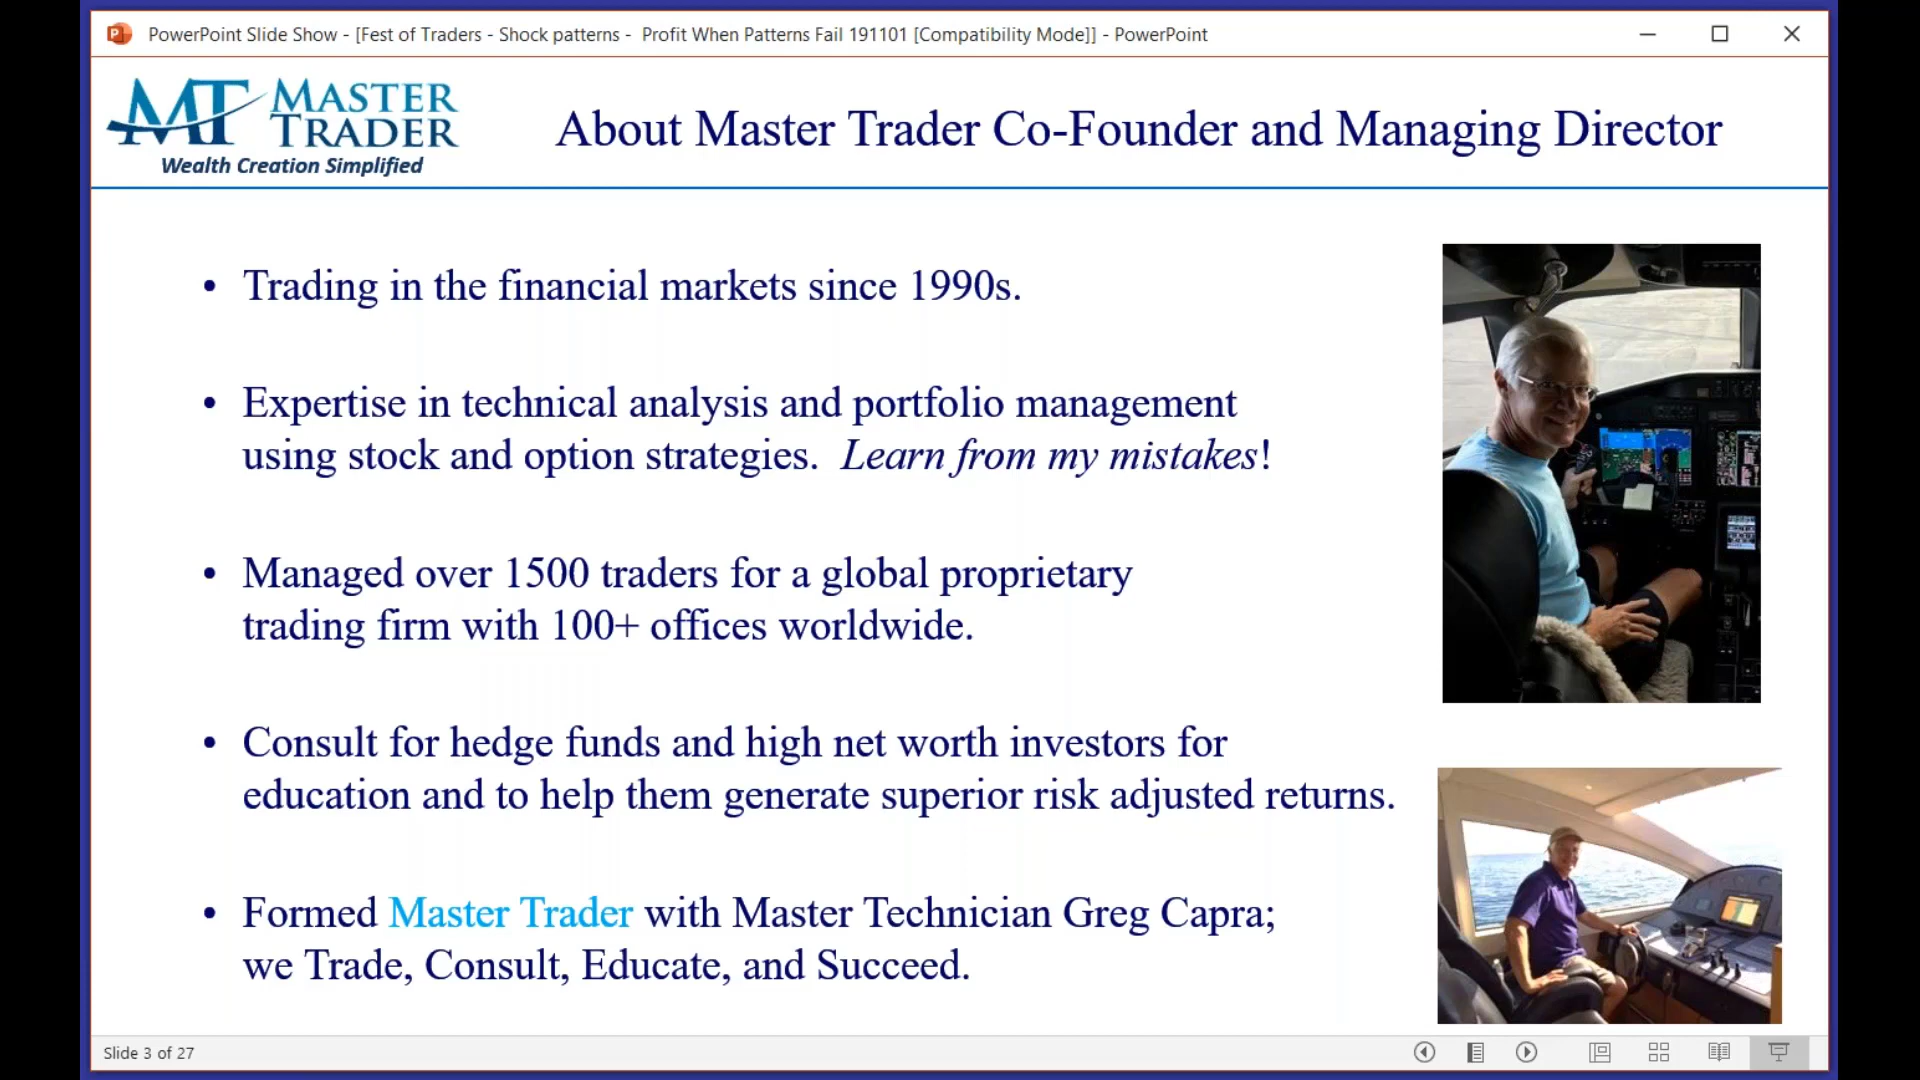 PowerPoint Slide Show - [Fest of Traders - Shock patterns - Profit When Patterns Fail 191101 [Compatibility Mode]] - PowerPoint
MT MASTER
TRADER
Wealth Creation Simplified
About Master Trader Co-Founder and Managing Director
• Trading in the financial markets since 1990s.
• Expertise in technical analysis and portfolio management
using stock and option strategies. Learn from my mistakes!
• Managed over 1500 traders for a global proprietary
trading firm with 100+ offices worldwide.
• Consult for hedge funds and high net worth investors for
education and to help them generate superior risk adjusted returns.
• Formed Master Trader with Master Technician Greg Capra;
we Trade, Consult, Educate, and Succeed.
Slide 3 of 27